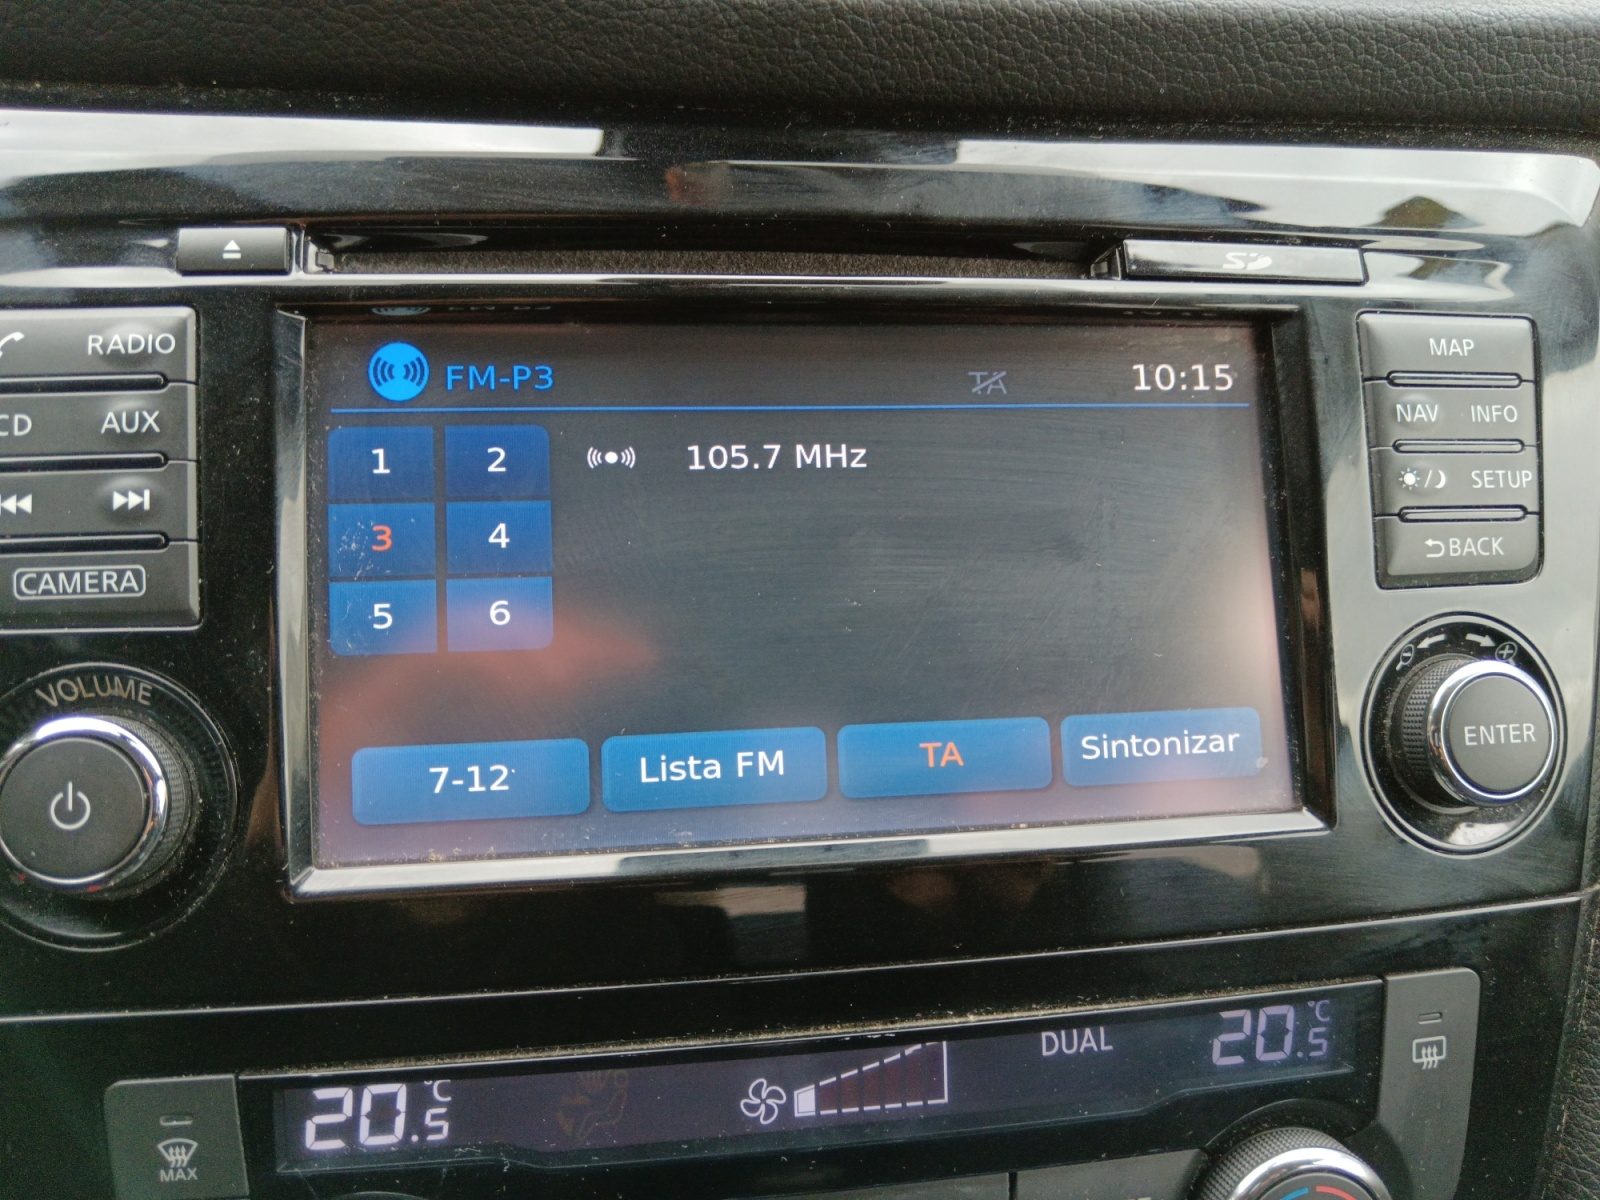 SD
RADIO
CD AUX
CAMERA
VOLUME
FM-P3 TA 10:15
1 2 105.7 MHz
3 4
5 6
7-12 Lista FM TA Sintonizar
MAP
NAV INFO
SETUP
BACK
ENTER
20.5 °C DUAL 20.5 °C
MAX